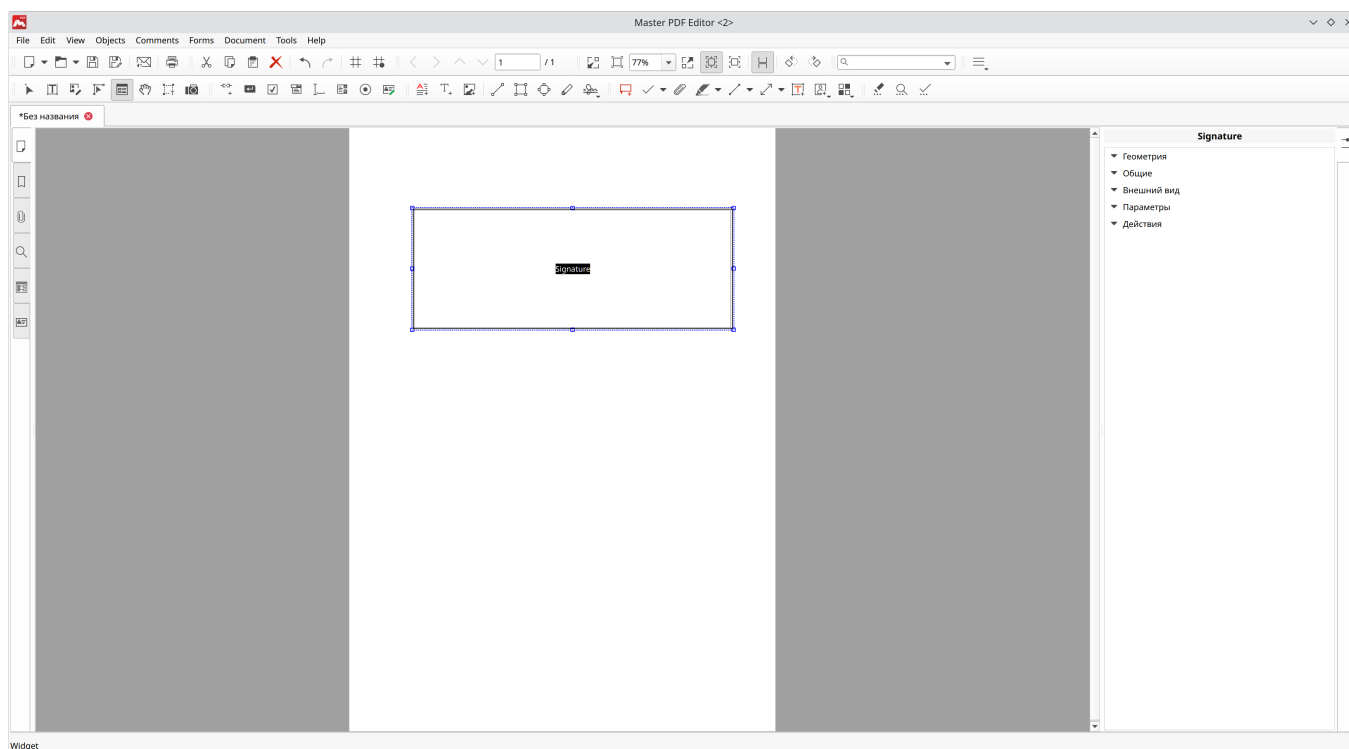 Master PDF Editor <2>
File Edit View Objects Comments Forms Document Tools Help
1 / 1 77%
*Без названия
Signature
Геометрия
Общие
Внешний вид
Параметры
Действия
Signature
Widget